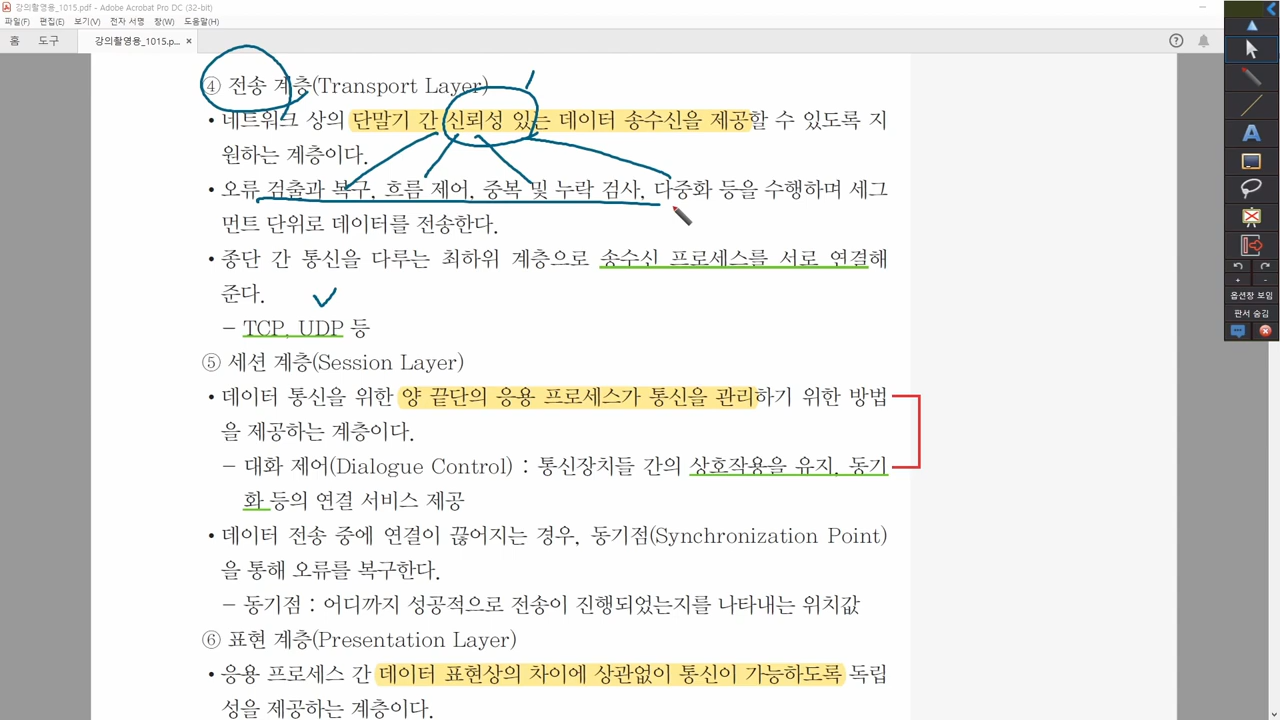 강의촬영용_1015.pdf - Adobe Acrobat Pro DC (32-bit)
파일(F) 편집(E) 보기(V) 전자 서명 창(W) 도움말(H)
홈 도구 강의촬영용_1015.p... ×
④ 전송 계층(Transport Layer)
• 네트워크 상의 단말기 간 신뢰성 있는 데이터 송수신을 제공할 수 있도록 지
원하는 계층이다.
• 오류 검출과 복구, 흐름 제어, 중복 및 누락 검사, 다중화 등을 수행하며 세그
먼트 단위로 데이터를 전송한다.
• 종단 간 통신을 다루는 최하위 계층으로 송수신 프로세스를 서로 연결해
준다.
− TCP, UDP 등
⑤ 세션 계층(Session Layer)
• 데이터 통신을 위한 양 끝단의 응용 프로세스가 통신을 관리하기 위한 방법
을 제공하는 계층이다.
− 대화 제어(Dialogue Control) : 통신장치들 간의 상호작용을 유지, 동기
화 등의 연결 서비스 제공
• 데이터 전송 중에 연결이 끊어지는 경우, 동기점(Synchronization Point)
을 통해 오류를 복구한다.
− 동기점 : 어디까지 성공적으로 전송이 진행되었는지를 나타내는 위치값
⑥ 표현 계층(Presentation Layer)
• 응용 프로세스 간 데이터 표현상의 차이에 상관없이 통신이 가능하도록 독립
성을 제공하는 계층이다.
A
옵션장 보임
판서 숨김